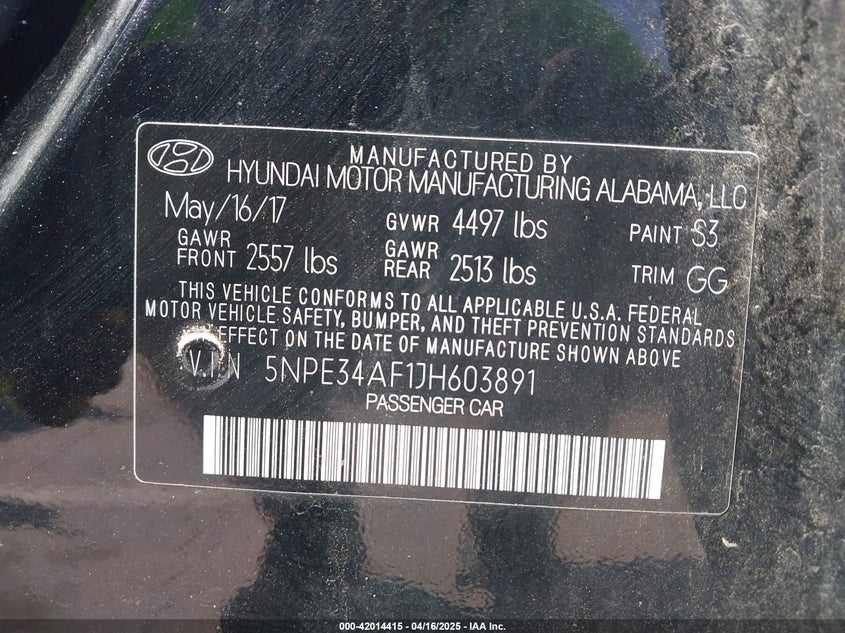 MANUFACTURED BY
HYUNDAI MOTOR MANUFACTURING ALABAMA, LLC
May/16/17 GVWR 4497 lbs PAINT S3
GAWR FRONT 2557 lbs GAWR REAR 2513 lbs TRIM GG
THIS VEHICLE CONFORMS TO ALL APPLICABLE U.S.A. FEDERAL
MOTOR VEHICLE SAFETY, BUMPER, AND THEFT PREVENTION STANDARDS
EFFECT ON THE DATE OF MANUFACTURE SHOWN ABOVE
V.I.N 5NPE34AF1JH603891
PASSENGER CAR
000-42014415 - 04/16/2025 - IAA Inc.